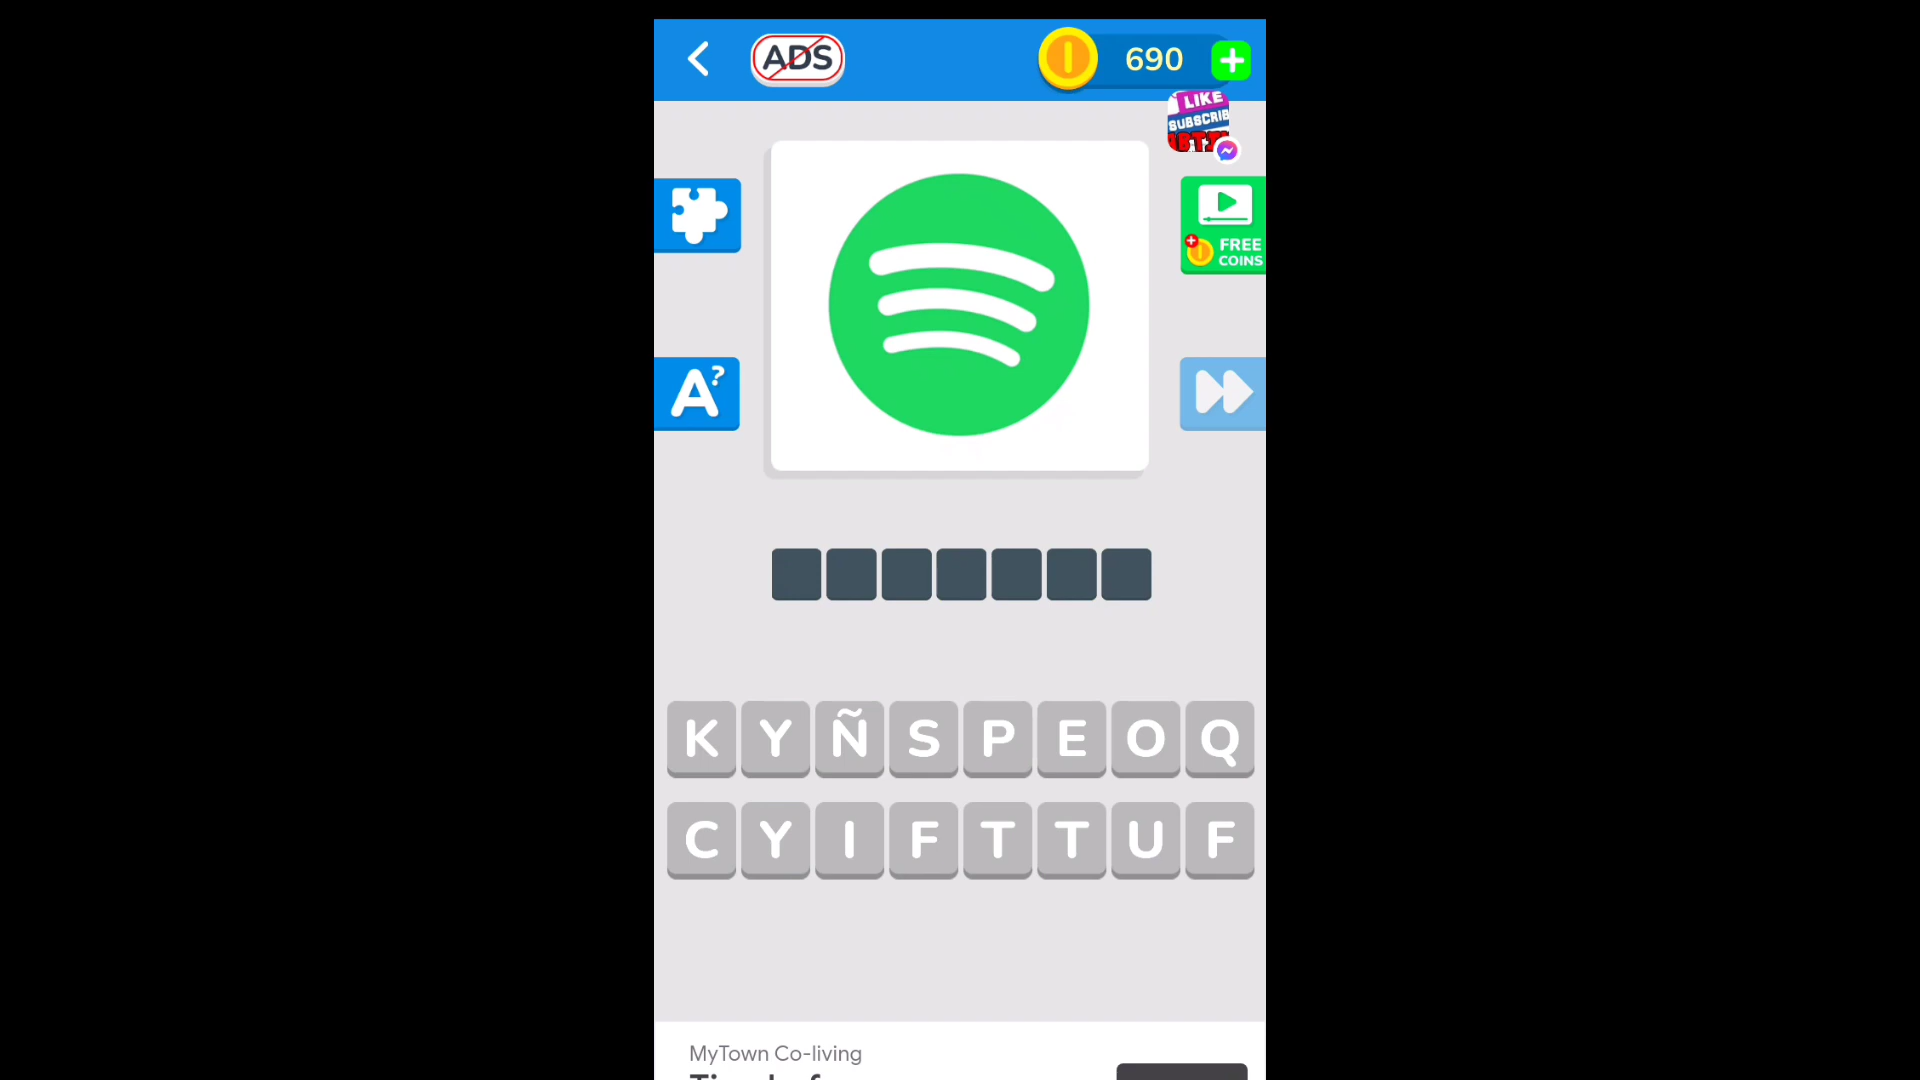 ADS
690
LIKE
SUBSCRIB
FREE
COINS
A?
K Y Ñ S P E O Q
C Y I F T T U F
MyTown Co-living